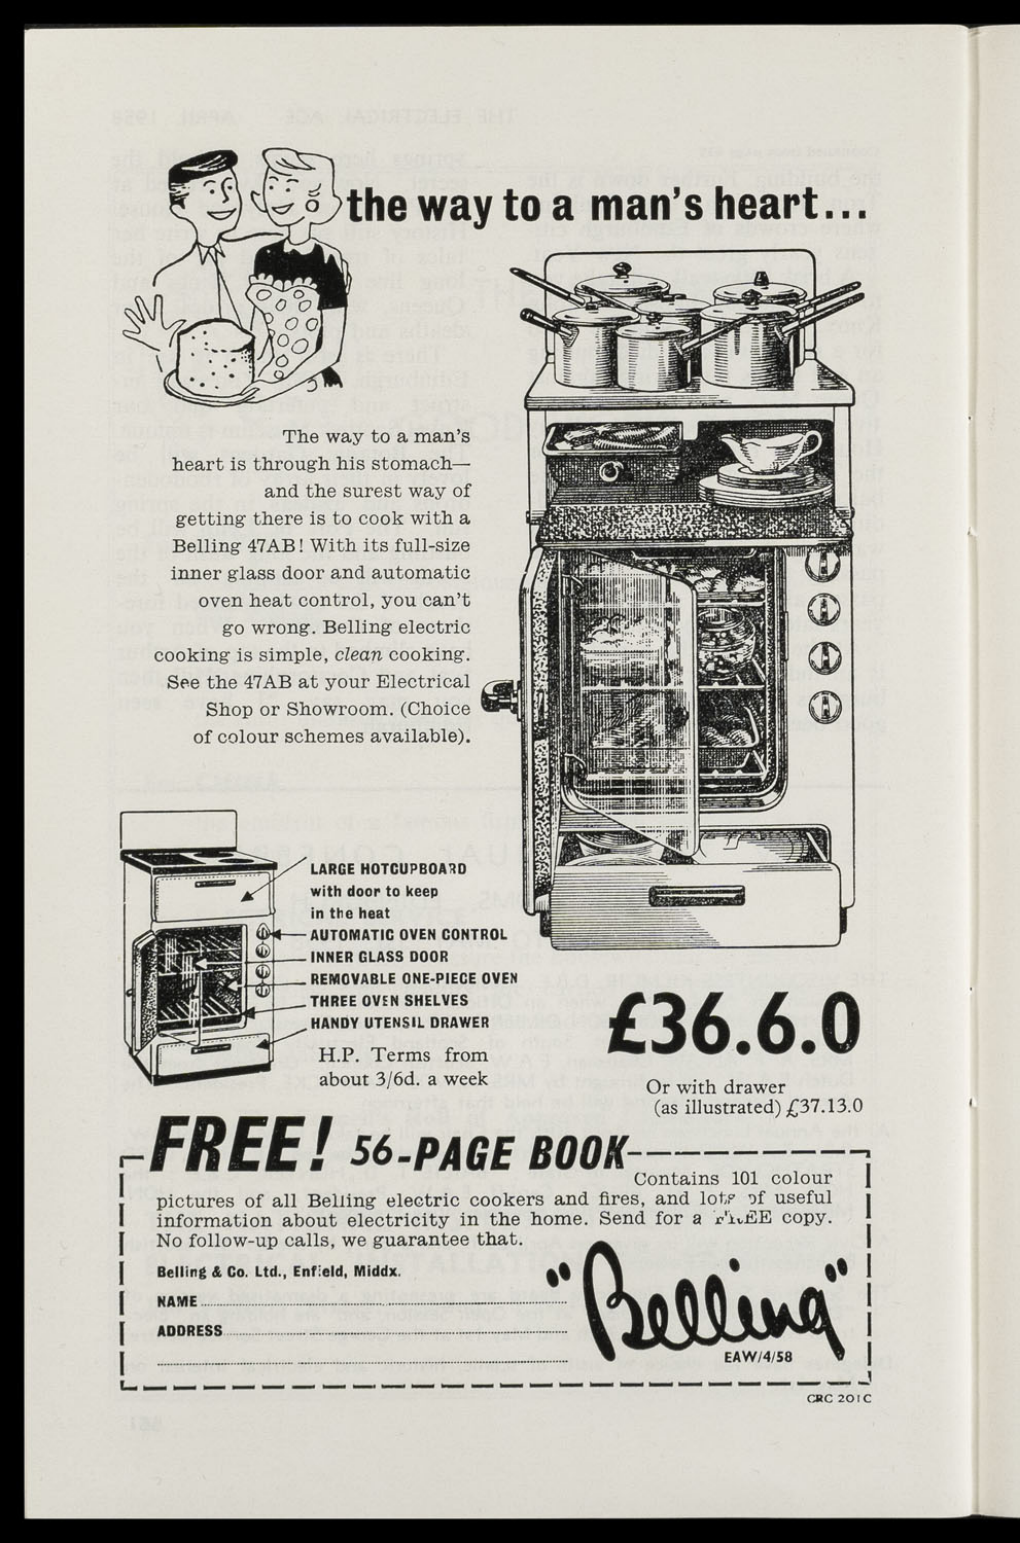 the way to a man's heart...
The way to a man's
heart is through his stomach—
and the surest way of
getting there is to cook with a
Belling 47AB! With its full-size
inner glass door and automatic
oven heat control, you can't
go wrong. Belling electric
cooking is simple, clean cooking.
See the 47AB at your Electrical
Shop or Showroom. (Choice
of colour schemes available).
LARGE HOTCUPBOARD
with door to keep
in the heat
AUTOMATIC OVEN CONTROL
INNER GLASS DOOR
REMOVABLE ONE-PIECE OVEN
THREE OVEN SHELVES
HANDY UTENSIL DRAWER
H.P. Terms from
about 3/6d. a week
£36.6.0
Or with drawer
(as illustrated) £37.13.0
FREE! 56-PAGE BOOK
Contains 101 colour
pictures of all Belling electric cookers and fires, and lots of useful
information about electricity in the home. Send for a FREE copy.
No follow-up calls, we guarantee that.
Belling & Co. Ltd., Enfield, Middx.
NAME
ADDRESS
"Belling"
EAW/4/58
CRC 201C